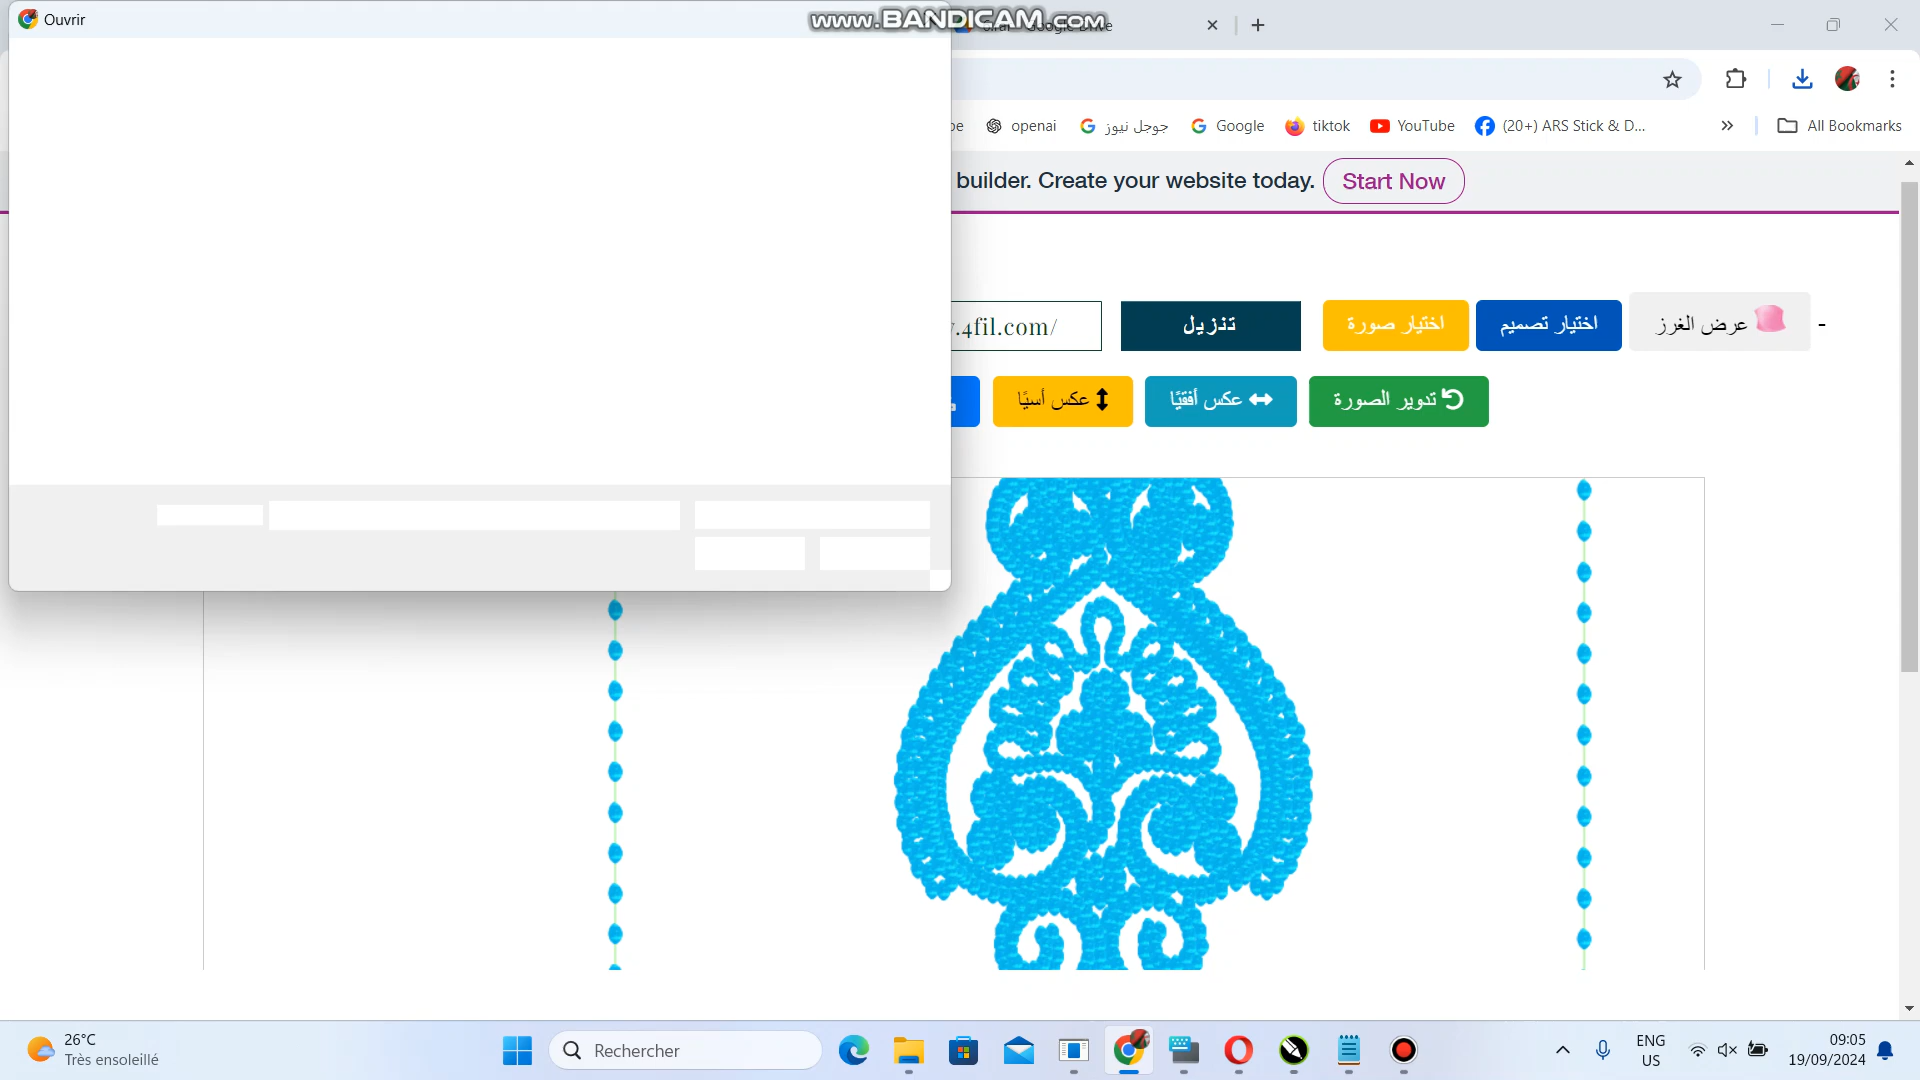 Ouvrir
www.BANDICAM.com
Google Drive
openai
جوجل نيوز
Google
tiktok
YouTube
(20+) ARS Stick & D...
All Bookmarks
builder. Create your website today.
Start Now
.4fil.com/
تنزيل
اختيار صورة
اختيار تصميم
عرض الغرز
-
عكس أسيًا
عكس أفقيًا
تدوير الصورة
26°C
Très ensoleillé
Rechercher
ENG
US
09:05
19/09/2024